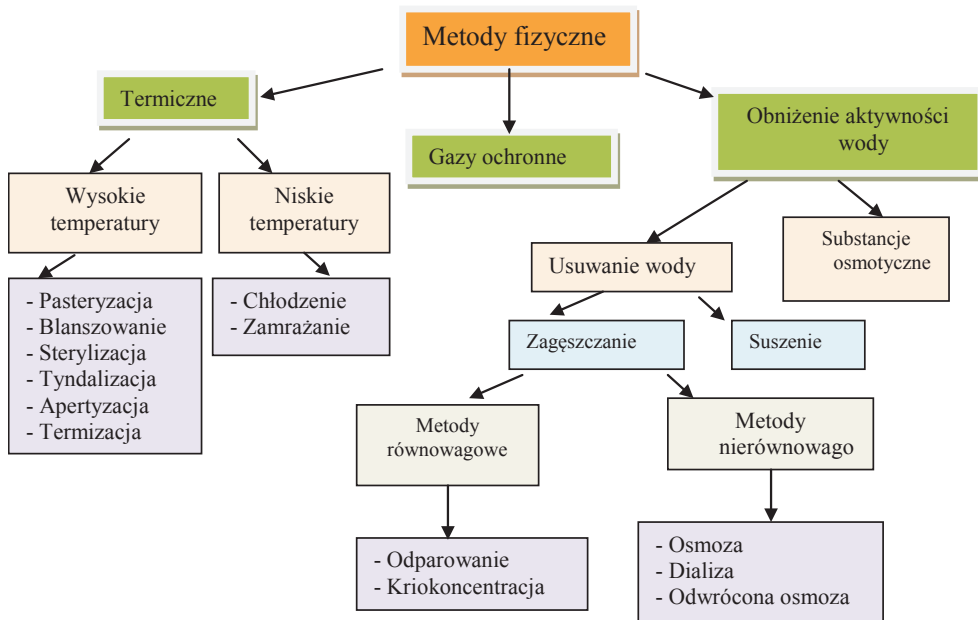 Metody fizyczne
Termiczne
Gazy ochronne
Obniżenie aktywności
wody
Wysokie
temperatury
Niskie
temperatury
Usuwanie wody
Substancje
osmotyczne
- Pasteryzacja
- Blanszowanie
- Sterylizacja
- Tyndalizacja
- Apertyzacja
- Termizacja
- Chłodzenie
- Zamrażanie
Zagęszczanie
Suszenie
Metody
równowagowe
Metody
nierównowago
- Odparowanie
- Kriokoncentracja
- Osmoza
- Dializa
- Odwrócona osmoza